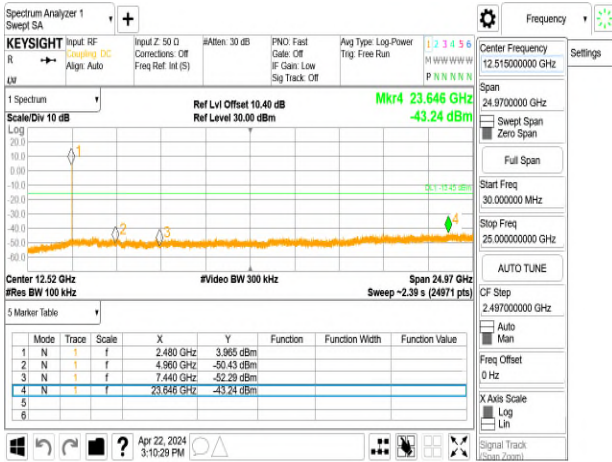 Spectrum Analyzer 1
Swept SA
KEYSIGHT
R
Input: RF
Coupling: DC
Align: Auto
Input Z: 50 Ω
Corrections: Off
Freq Ref: Int (S)
#Atten: 30 dB
PNO: Fast
Gate: Off
IF Gain: Low
Sig Track: Off
Avg Type: Log-Power
Trig: Free Run
1 2 3 4 5 6
M W W W W W
P N N N N N
1 Spectrum
Scale/Div 10 dB
Ref Lvl Offset 10.40 dB
Ref Level 30.00 dBm
Mkr4 23.646 GHz
-43.24 dBm
Log
20.0
10.0
0.00
-10.0
-20.0
-30.0
-40.0
-50.0
-60.0
1
2
3
4
DL1 -15.45 dBm
Center 12.52 GHz
#Res BW 100 kHz
#Video BW 300 kHz
Span 24.97 GHz
Sweep ~2.39 s (24971 pts)
5 Marker Table
Mode Trace Scale X Y Function Function Width Function Value
1 N 1 f 2.480 GHz 3.965 dBm
2 N 1 f 4.960 GHz -50.43 dBm
3 N 1 f 7.440 GHz -52.29 dBm
4 N 1 f 23.646 GHz -43.24 dBm
5
6
Apr 22, 2024
3:10:29 PM
Frequency
Settings
Center Frequency
12.515000000 GHz
Span
24.9700000 GHz
Swept Span
Zero Span
Full Span
Start Freq
30.000000 MHz
Stop Freq
25.000000000 GHz
AUTO TUNE
CF Step
2.497000000 GHz
Auto
Man
Freq Offset
0 Hz
X Axis Scale
Log
Lin
Signal Track
(Span Zoom)